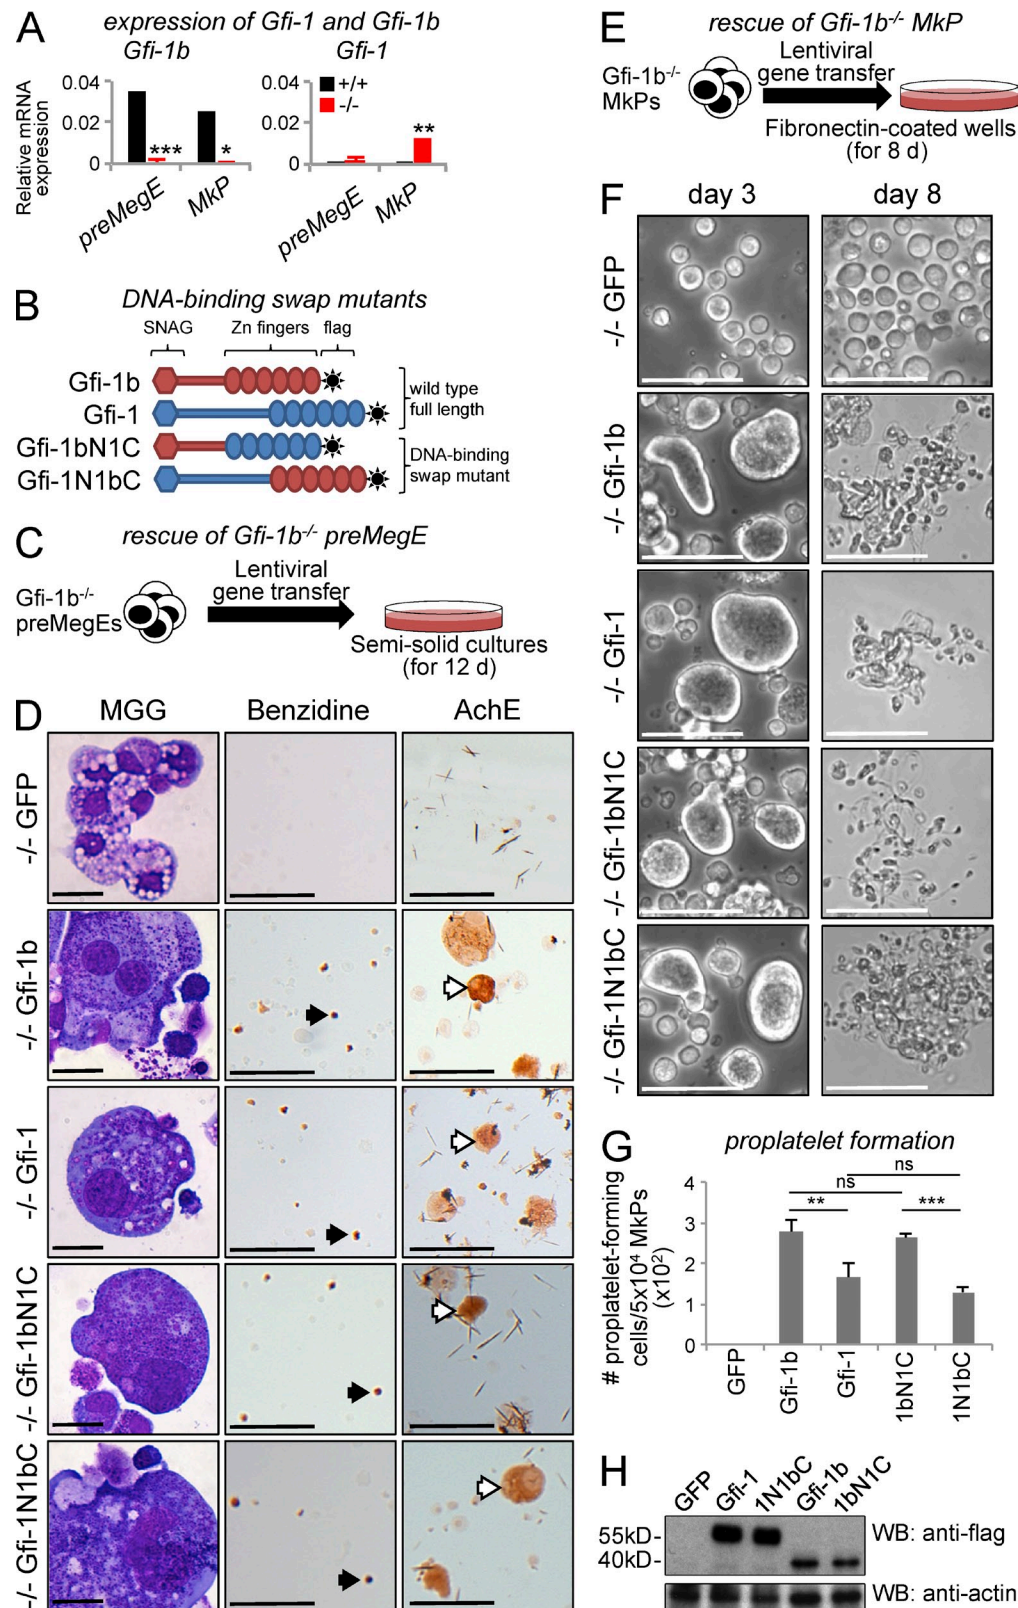 A
expression of Gfi-1 and Gfi-1b
Gfi-1b
Gfi-1
Relative mRNA
expression
0.04
0.02
0
***
*
preMegE
MkP
0.04
0.02
0
+/+
-/-
**
preMegE
MkP
B
DNA-binding swap mutants
SNAG
Zn fingers
flag
Gfi-1b
Gfi-1
Gfi-1bN1C
Gfi-1N1bC
wild type
full length
DNA-binding
swap mutant
C
rescue of Gfi-1b-/- preMegE
Gfi-1b-/-
preMegEs
Lentiviral
gene transfer
Semi-solid cultures
(for 12 d)
D
MGG
Benzidine
AchE
-/- GFP
-/- Gfi-1b
-/- Gfi-1
-/- Gfi-1bN1C
-/- Gfi-1N1bC
E
rescue of Gfi-1b-/- MkP
Gfi-1b-/-
MkPs
Lentiviral
gene transfer
Fibronectin-coated wells
(for 8 d)
F
day 3
day 8
-/- GFP
-/- Gfi-1b
-/- Gfi-1
-/- Gfi-1bN1C
-/- Gfi-1N1bC
G
proplatelet formation
# proplatelet-forming
cells/5x10⁴ MkPs
(x10²)
4
3
2
1
0
ns
ns
**
***
GFP
Gfi-1b
Gfi-1
1bN1C
1N1bC
H
GFP
Gfi-1
1N1bC
Gfi-1b
1bN1C
55kD-
40kD-
WB: anti-flag
WB: anti-actin